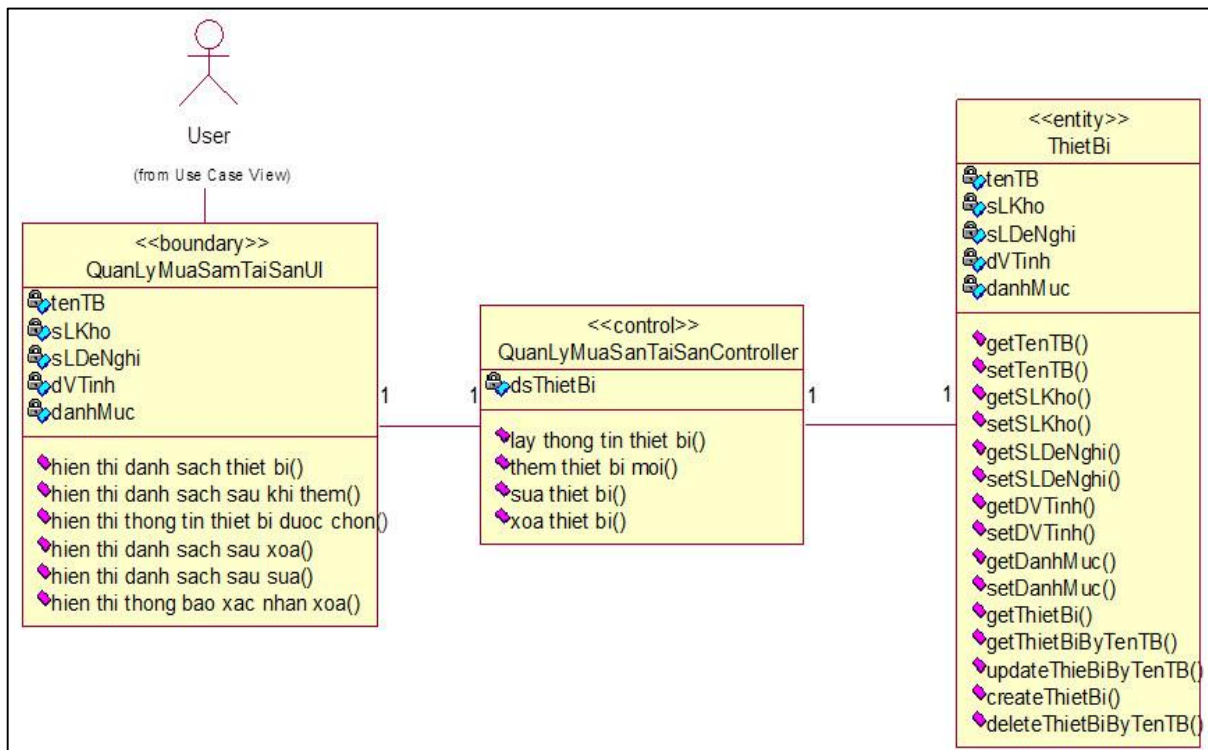 User
(from Use Case View)
<<boundary>>
QuanLyMuaSamTaiSanUI
tenTB
sLKho
sLDeNghi
dVTinh
danhMuc
hien thi danh sach thiet bi()
hien thi danh sach sau khi them()
hien thi thong tin thiet bi duoc chon()
hien thi danh sach sau xoa()
hien thi danh sach sau sua()
hien thi thong bao xac nhan xoa()
1
1
<<control>>
QuanLyMuaSanTaiSanController
dsThietBi
lay thong tin thiet bi()
them thiet bi moi()
sua thiet bi()
xoa thiet bi()
1
1
<<entity>>
ThietBi
tenTB
sLKho
sLDeNghi
dVTinh
danhMuc
getTenTB()
setTenTB()
getSLKho()
setSLKho()
getSLDeNghi()
setSLDeNghi()
getDVTinh()
setDVTinh()
getDanhMuc()
setDanhMuc()
getThietBi()
getThietBiByTenTB()
updateThieBiByTenTB()
createThietBi()
deleteThietBiByTenTB()